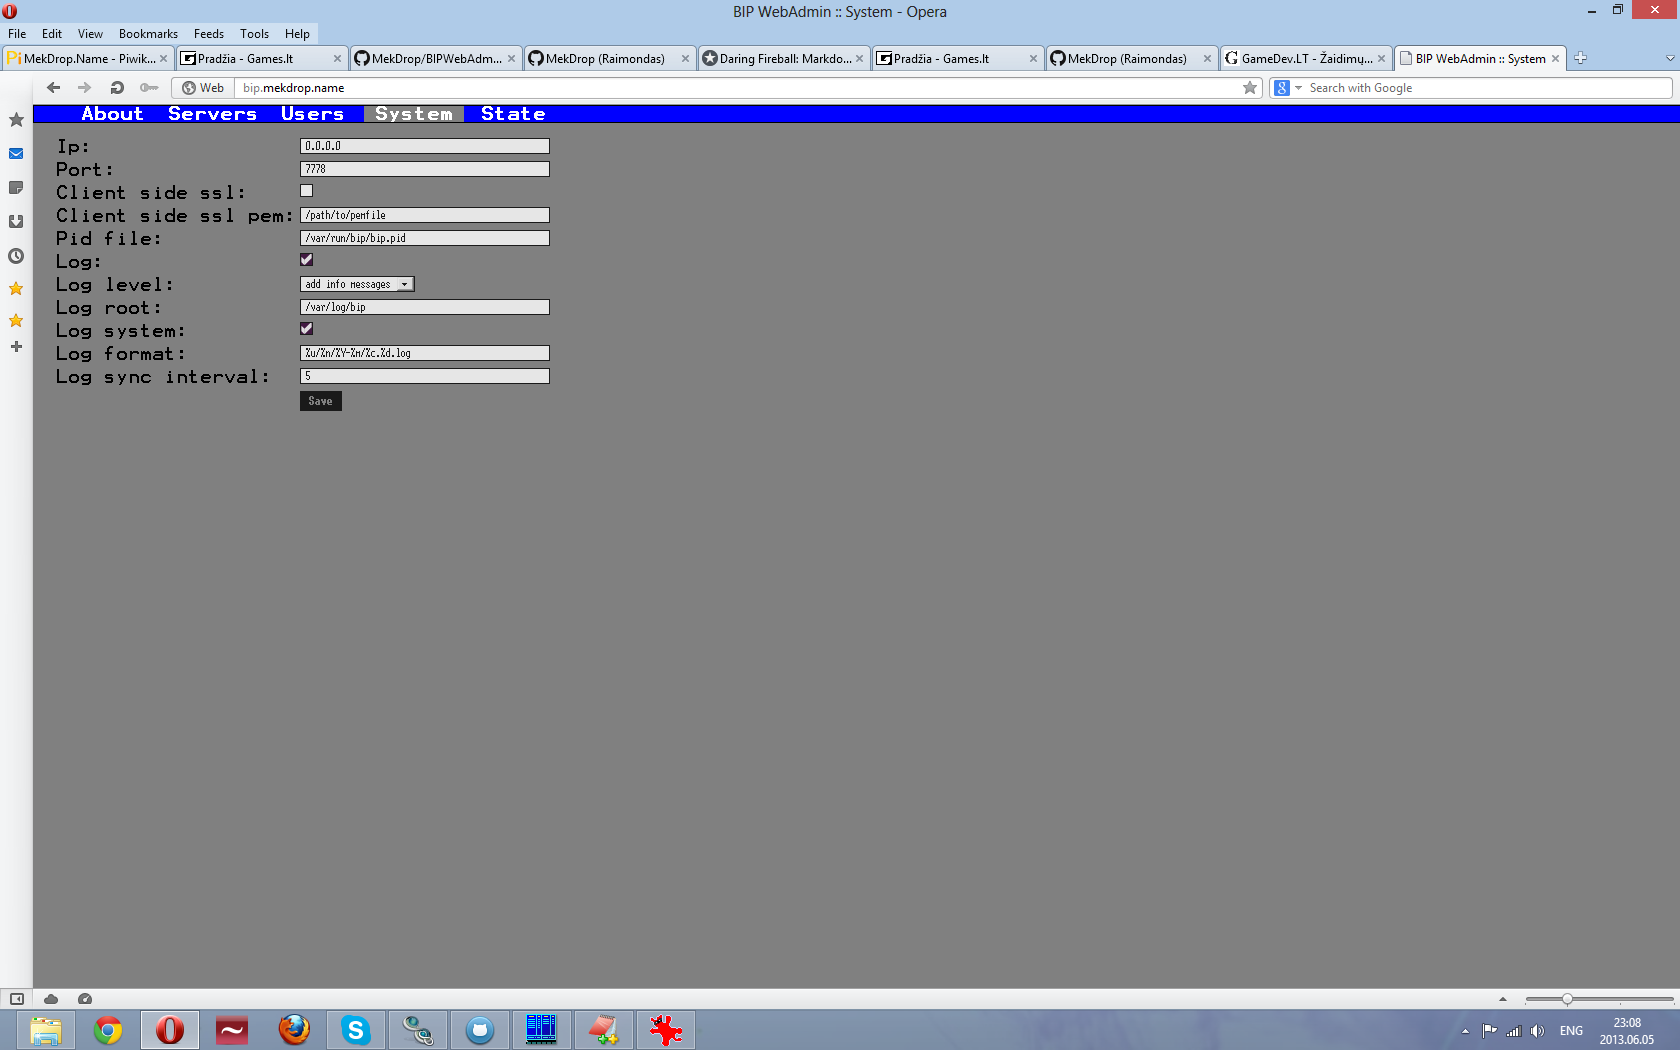 BIP WebAdmin :: System - Opera
File Edit View Bookmarks Feeds Tools Help
MekDrop.Name - Piwik... Pradžia - Games.lt MekDrop/BIPWebAdm... MekDrop (Raimondas) Daring Fireball: Markdo... Pradžia - Games.lt MekDrop (Raimondas) GameDev.LT - Žaidimų... BIP WebAdmin :: System
Web bip.mekdrop.name Search with Google
About Servers Users System State
Ip: 0.0.0.0
Port: 7778
Client side ssl:
Client side ssl pem: /path/to/pemfile
Pid file: /var/run/bip/bip.pid
Log:
Log level: add info messages
Log root: /var/log/bip
Log system:
Log format: %u/%n/%Y-%m/%c.%d.log
Log sync interval: 5
Save
ENG 23:08
2013.06.05